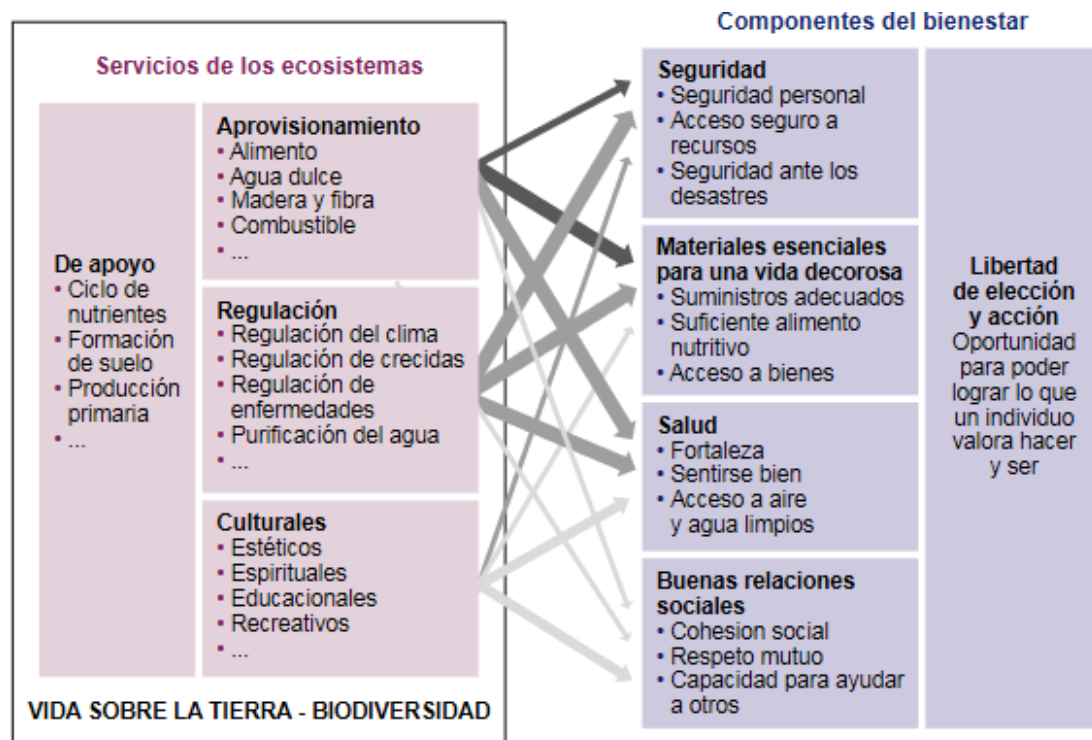 Servicios de los ecosistemas
De apoyo
• Ciclo de
nutrientes
• Formación
de suelo
• Producción
primaria
• ...
Aprovisionamiento
• Alimento
• Agua dulce
• Madera y fibra
• Combustible
• ...
Regulación
• Regulación del clima
• Regulación de crecidas
• Regulación de
enfermedades
• Purificación del agua
• ...
Culturales
• Estéticos
• Espirituales
• Educacionales
• Recreativos
• ...
VIDA SOBRE LA TIERRA - BIODIVERSIDAD
Componentes del bienestar
Seguridad
• Seguridad personal
• Acceso seguro a
recursos
• Seguridad ante los
desastres
Materiales esenciales
para una vida decorosa
• Suministros adecuados
• Suficiente alimento
nutritivo
• Acceso a bienes
Salud
• Fortaleza
• Sentirse bien
• Acceso a aire
y agua limpios
Buenas relaciones
sociales
• Cohesion social
• Respeto mutuo
• Capacidad para ayudar
a otros
Libertad
de elección
y acción
Oportunidad
para poder
lograr lo que
un individuo
valora hacer
y ser